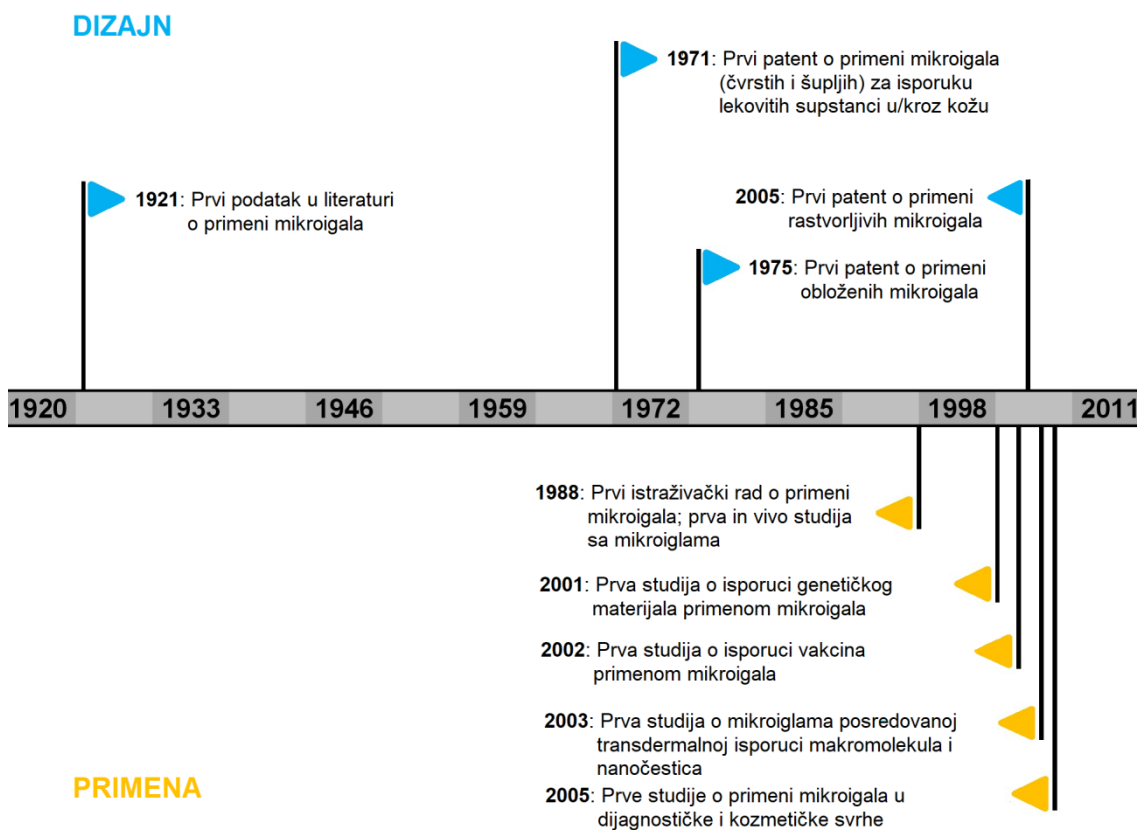 DIZAJN
1971: Prvi patent o primeni mikroigala
(čvrstih i šupljih) za isporuku
lekovitih supstanci u/kroz kožu
1921: Prvi podatak u literaturi
o primeni mikroigala
2005: Prvi patent o primeni
rastvorljivih mikroigala
1975: Prvi patent o primeni
obloženih mikroigala
1920 1933 1946 1959 1972 1985 1998 2011
1988: Prvi istraživački rad o primeni
mikroigala; prva in vivo studija
sa mikroiglama
2001: Prva studija o isporuci genetičkog
materijala primenom mikroigala
2002: Prva studija o isporuci vakcina
primenom mikroigala
2003: Prva studija o mikroiglama posredovanoj
transdermalnoj isporuci makromolekula i
nanočestica
PRIMENA
2005: Prve studije o primeni mikroigala u
dijagnostičke i kozmetičke svrhe